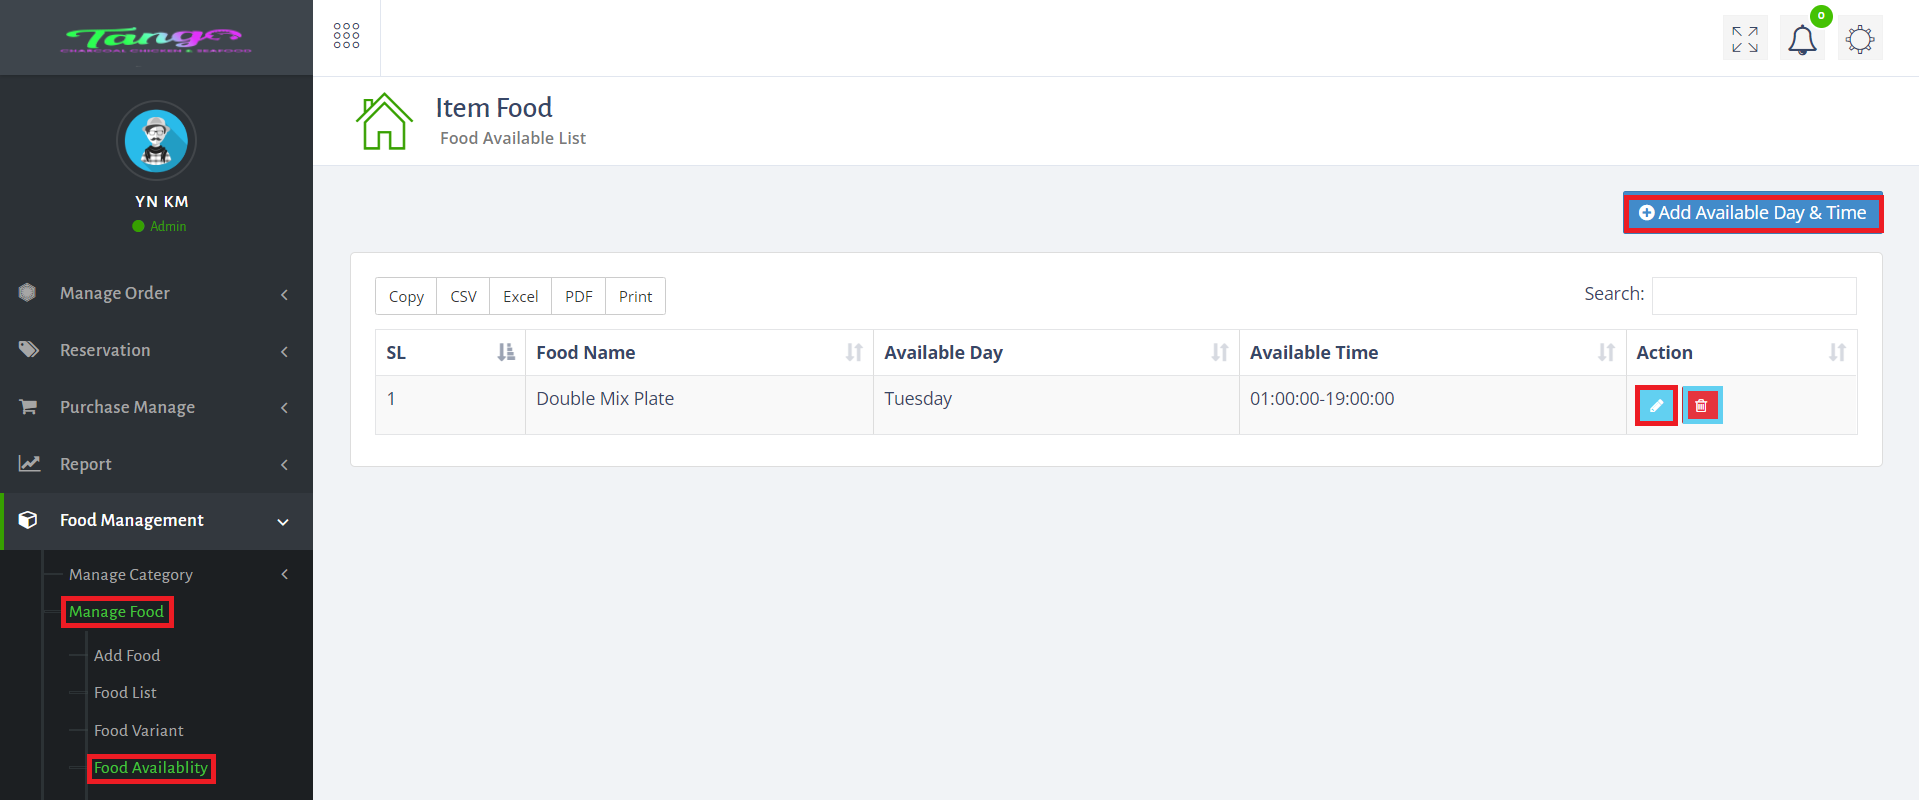 Tango
CHARCOAL CHICKEN & SEAFOOD
0
YN KM
Admin
Manage Order
Reservation
Purchase Manage
Report
Food Management
Manage Category
Manage Food
Add Food
Food List
Food Variant
Food Availablity
Item Food
Food Available List
Add Available Day & Time
Copy CSV Excel PDF Print
Search:
SL Food Name Available Day Available Time Action
1 Double Mix Plate Tuesday 01:00:00-19:00:00